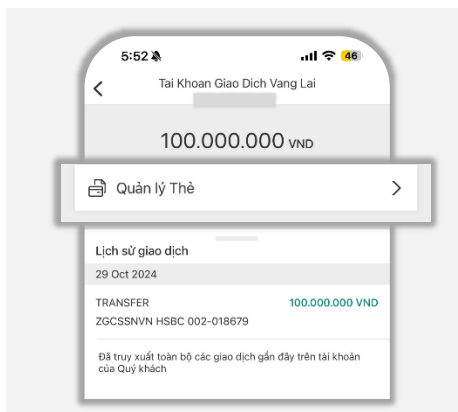 5:52
46
Tai Khoan Giao Dich Vang Lai
100.000.000 VND
Quản lý Thẻ
Lịch sử giao dịch
29 Oct 2024
TRANSFER 100.000.000 VND
ZGCSSNVN HSBC 002-018679
Đã truy xuất toàn bộ các giao dịch gần đây trên tài khoản
của Quý khách